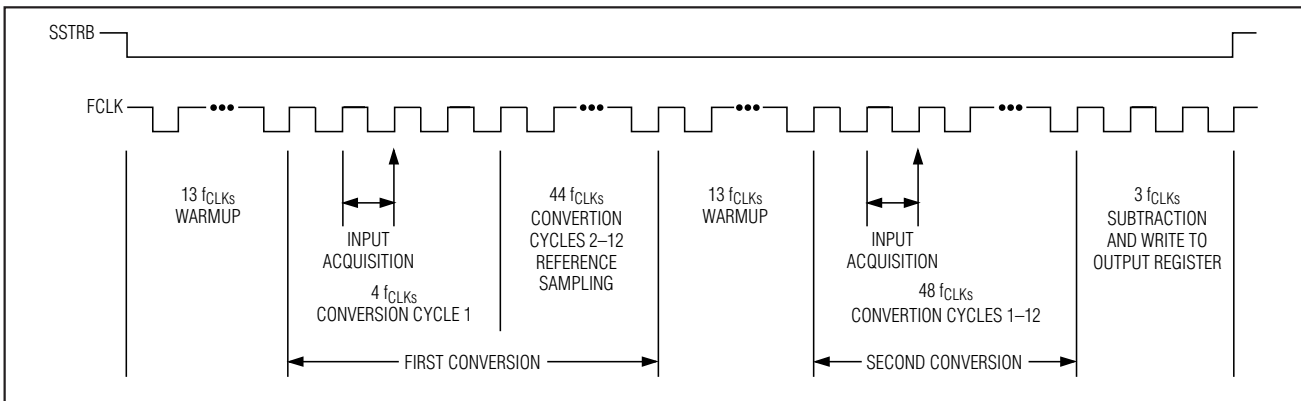 SSTRB
FCLK
13 fCLKs
WARMUP
INPUT
ACQUISITION
4 fCLKs
CONVERSION CYCLE 1
44 fCLKs
CONVERTION
CYCLES 2–12
REFERENCE
SAMPLING
13 fCLKs
WARMUP
INPUT
ACQUISITION
48 fCLKs
CONVERTION CYCLES 1–12
3 fCLKs
SUBTRACTION
AND WRITE TO
OUTPUT REGISTER
FIRST CONVERSION
SECOND CONVERSION